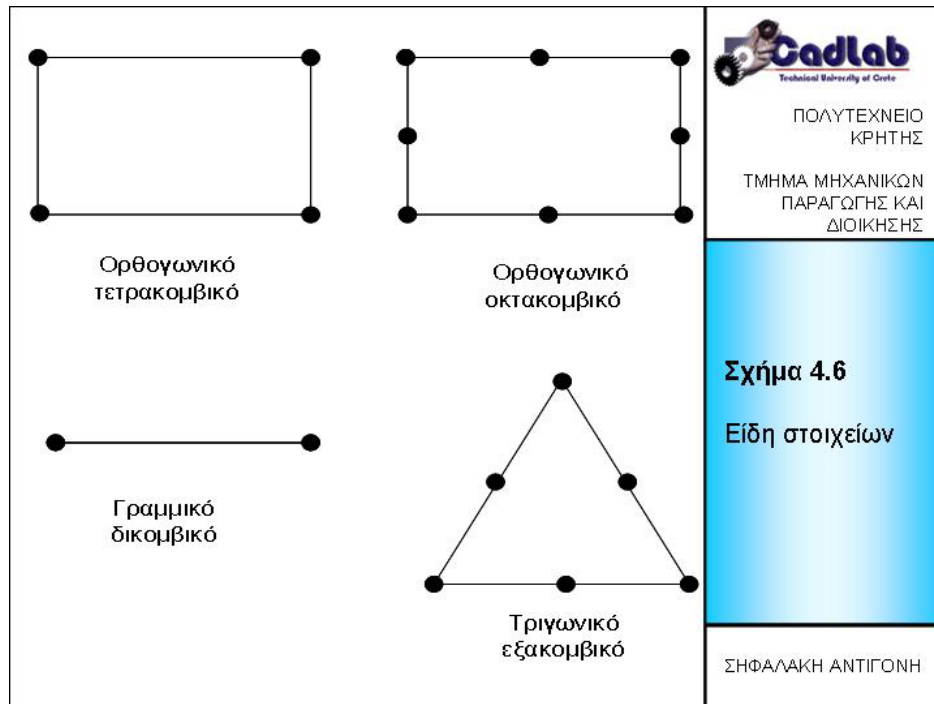 Ορθογωνικό
τετρακομβικό
Ορθογωνικό
οκτακομβικό
Γραμμικό
δικομβικό
Τριγωνικό
εξακομβικό
CadLab
Technical University of Crete
ΠΟΛΥΤΕΧΝΕΙΟ
ΚΡΗΤΗΣ
ΤΜΗΜΑ ΜΗΧΑΝΙΚΩΝ
ΠΑΡΑΓΩΓΗΣ ΚΑΙ
ΔΙΟΙΚΗΣΗΣ
Σχήμα 4.6
Είδη στοιχείων
ΣΗΦΑΛΑΚΗ ΑΝΤΙΓΟΝΗ